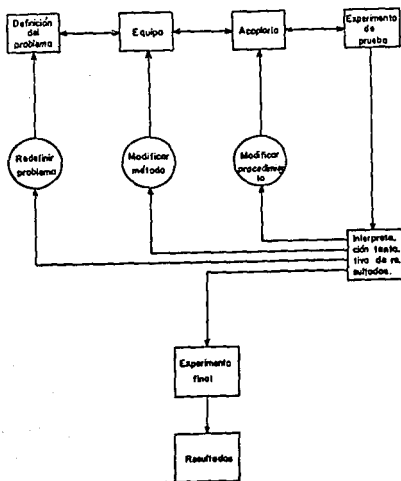 Definición
del
problema
Equipo
Acoplarlo
Experimento
de
prueba
Redefinir
problema
Modificar
método
Modificar
procedimien
to
Interpreta.
ción tenta.
tiva de re
sultados.
Experimento
final
Resultados